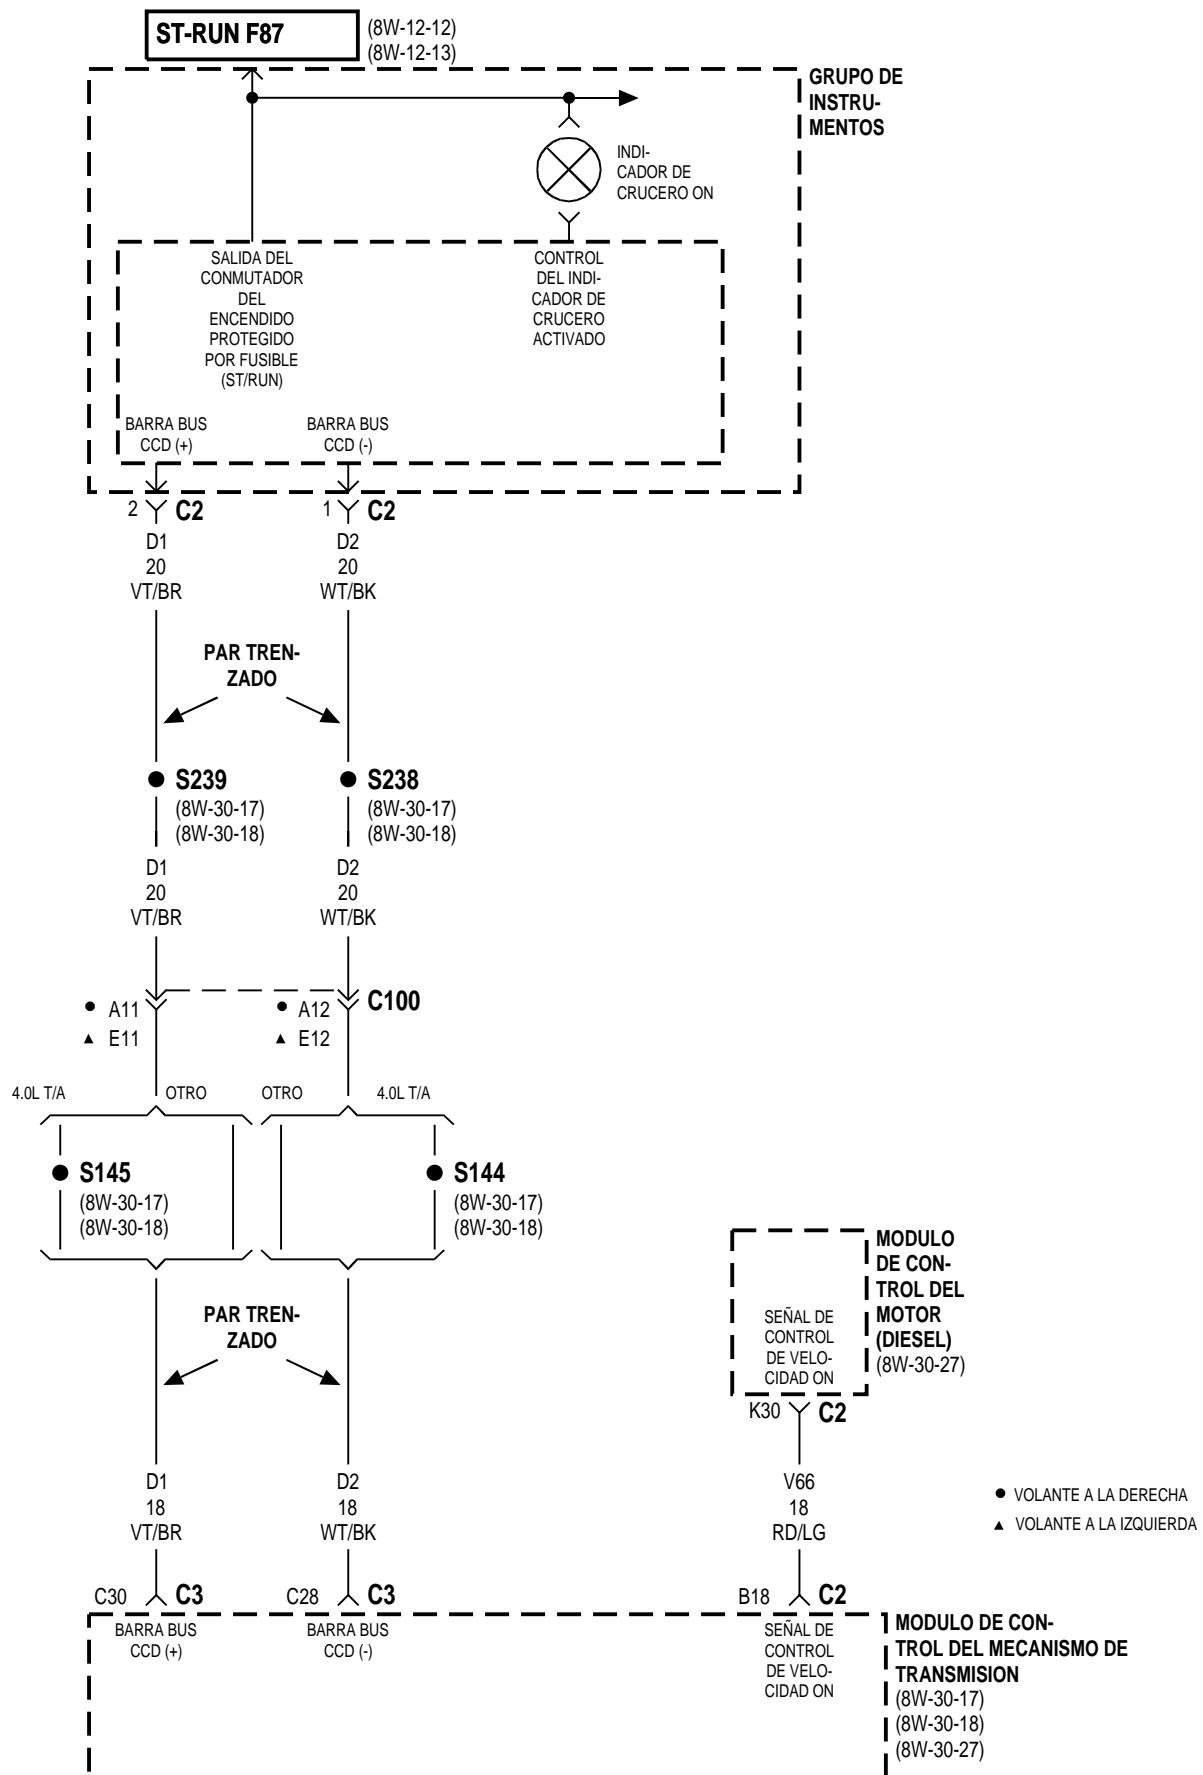 ST-RUN F87
(8W-12-12)
(8W-12-13)
GRUPO DE
INSTRU-
MENTOS
INDI-
CADOR DE
CRUCERO ON
SALIDA DEL
CONMUTADOR
DEL
ENCENDIDO
PROTEGIDO
POR FUSIBLE
(ST/RUN)
CONTROL
DEL INDI-
CADOR DE
CRUCERO
ACTIVADO
BARRA BUS
CCD (+)
BARRA BUS
CCD (-)
2 C2
1 C2
D1
20
VT/BR
D2
20
WT/BK
PAR TREN-
ZADO
S239
(8W-30-17)
(8W-30-18)
S238
(8W-30-17)
(8W-30-18)
D1
20
VT/BR
D2
20
WT/BK
● A11
▲ E11
● A12
▲ E12
C100
4.0L T/A
OTRO
OTRO
4.0L T/A
S145
(8W-30-17)
(8W-30-18)
S144
(8W-30-17)
(8W-30-18)
MODULO
DE CON-
TROL DEL
MOTOR
(DIESEL)
(8W-30-27)
SEÑAL DE
CONTROL
DE VELO-
CIDAD ON
PAR TREN-
ZADO
K30 C2
D1
18
VT/BR
D2
18
WT/BK
V66
18
RD/LG
● VOLANTE A LA DERECHA
▲ VOLANTE A LA IZQUIERDA
C30 C3
C28 C3
B18 C2
BARRA BUS
CCD (+)
BARRA BUS
CCD (-)
SEÑAL DE
CONTROL
DE VELO-
CIDAD ON
MODULO DE CON-
TROL DEL MECANISMO DE
TRANSMISION
(8W-30-17)
(8W-30-18)
(8W-30-27)